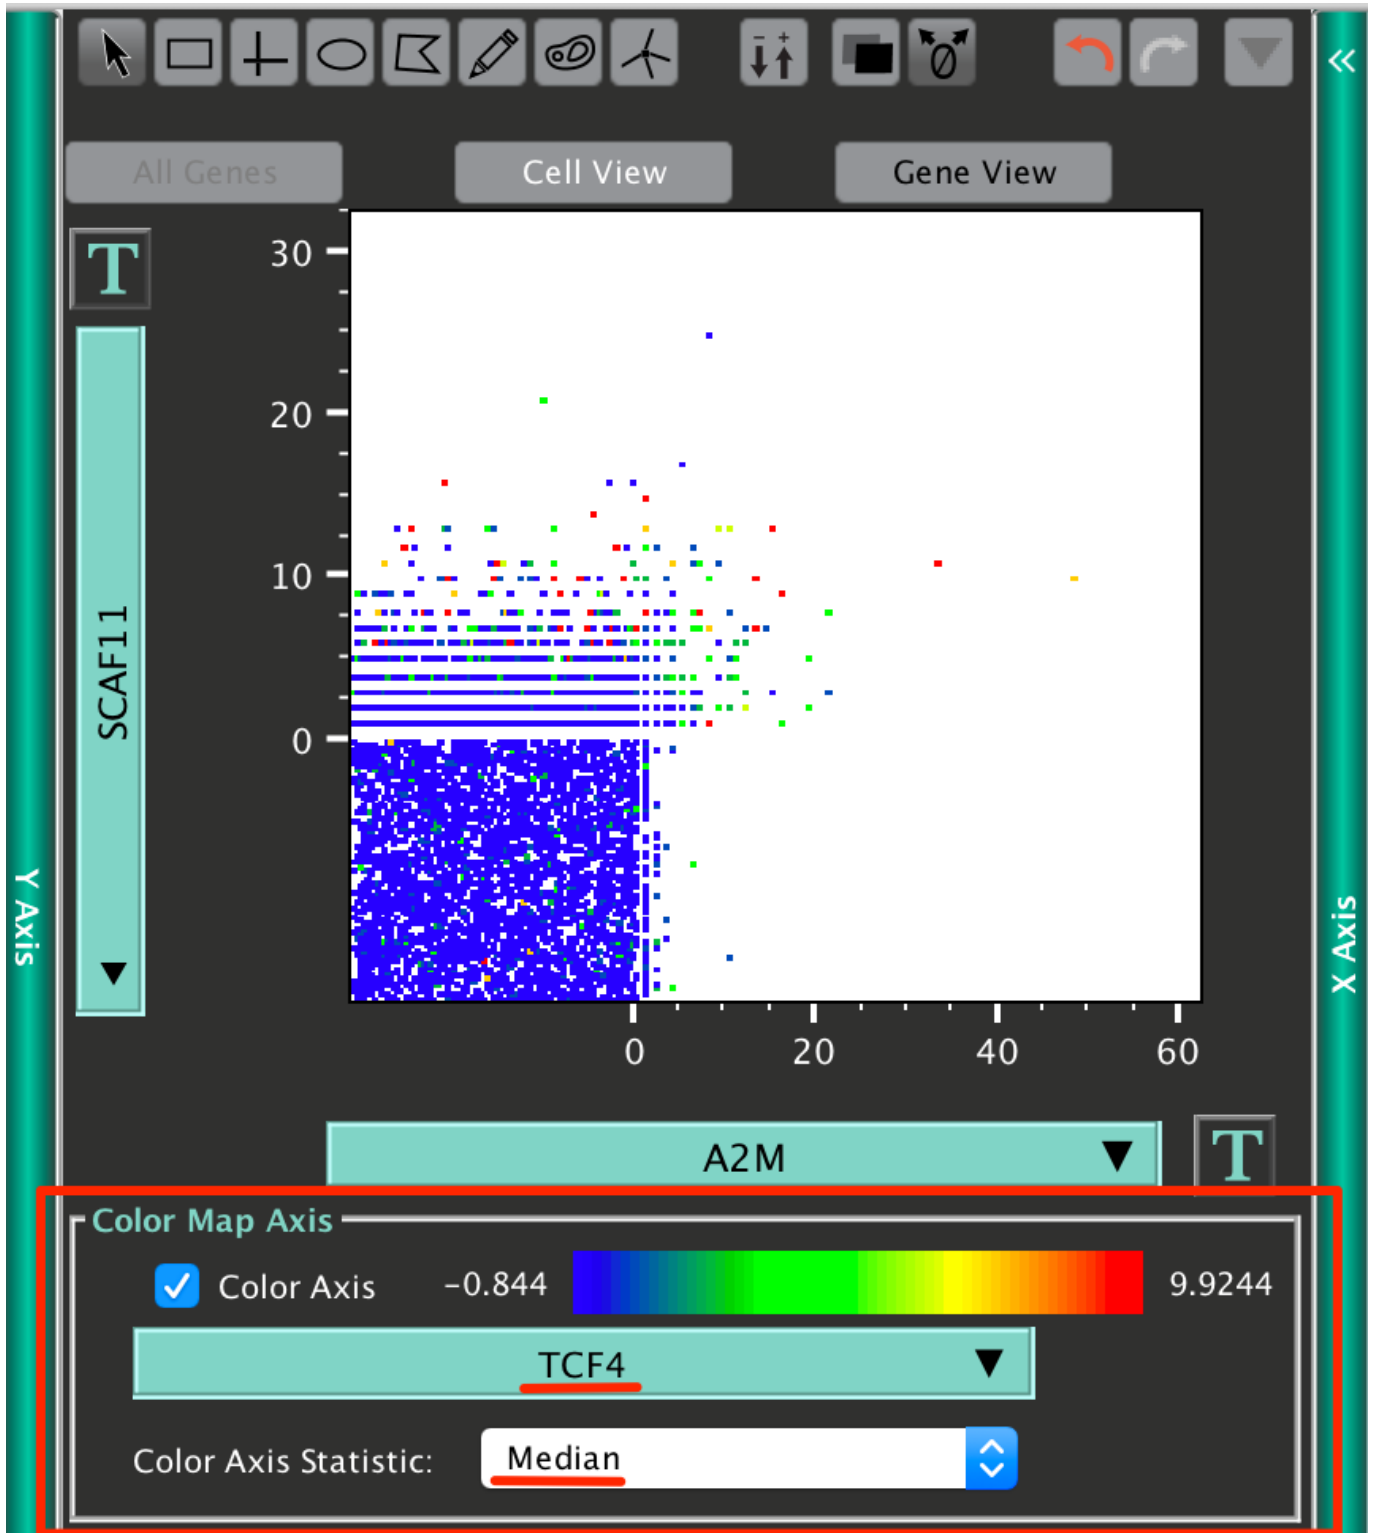 All Genes
Cell View
Gene View
T
30
20
10
0
SCAF11
Y Axis
X Axis
0 20 40 60
A2M
T
Color Map Axis
Color Axis
-0.844
9.9244
TCF4
Color Axis Statistic:
Median